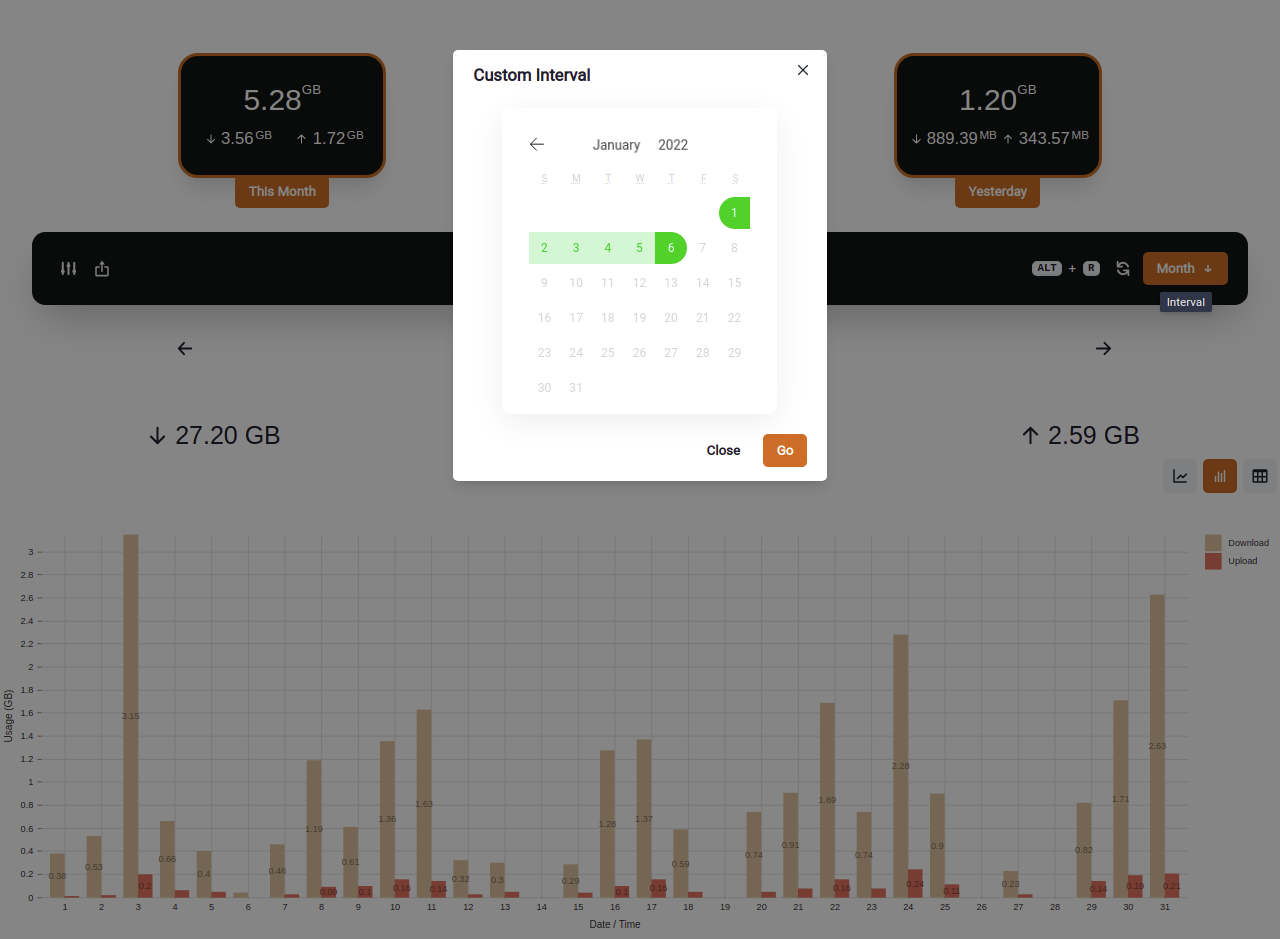 5.28GB
↓ 3.56GB ↑ 1.72GB
This Month
1.20GB
↓ 889.39MB ↑ 343.57MB
Yesterday
Custom Interval
January 2022
S M T W T F S
1
2 3 4 5 6 7 8
9 10 11 12 13 14 15
16 17 18 19 20 21 22
23 24 25 26 27 28 29
30 31
Close
Go
ALT + R
Month ↓
Interval
↓ 27.20 GB
↑ 2.59 GB
Download
Upload
Usage (GB)
3
2.8
2.6
2.4
2.2
2
1.8
1.6
1.4
1.2
1
0.8
0.6
0.4
0.2
0
0.38
0.53
3.15
0.2
0.66
0.4
0.46
1.19
0.09
0.61
0.1
1.36
0.16
1.63
0.14
0.32
0.3
0.29
1.28
0.1
1.37
0.16
0.59
0.74
0.91
1.69
0.16
0.74
2.28
0.24
0.9
0.11
0.23
0.82
0.14
1.71
0.19
2.63
0.21
1 2 3 4 5 6 7 8 9 10 11 12 13 14 15 16 17 18 19 20 21 22 23 24 25 26 27 28 29 30 31
Date / Time